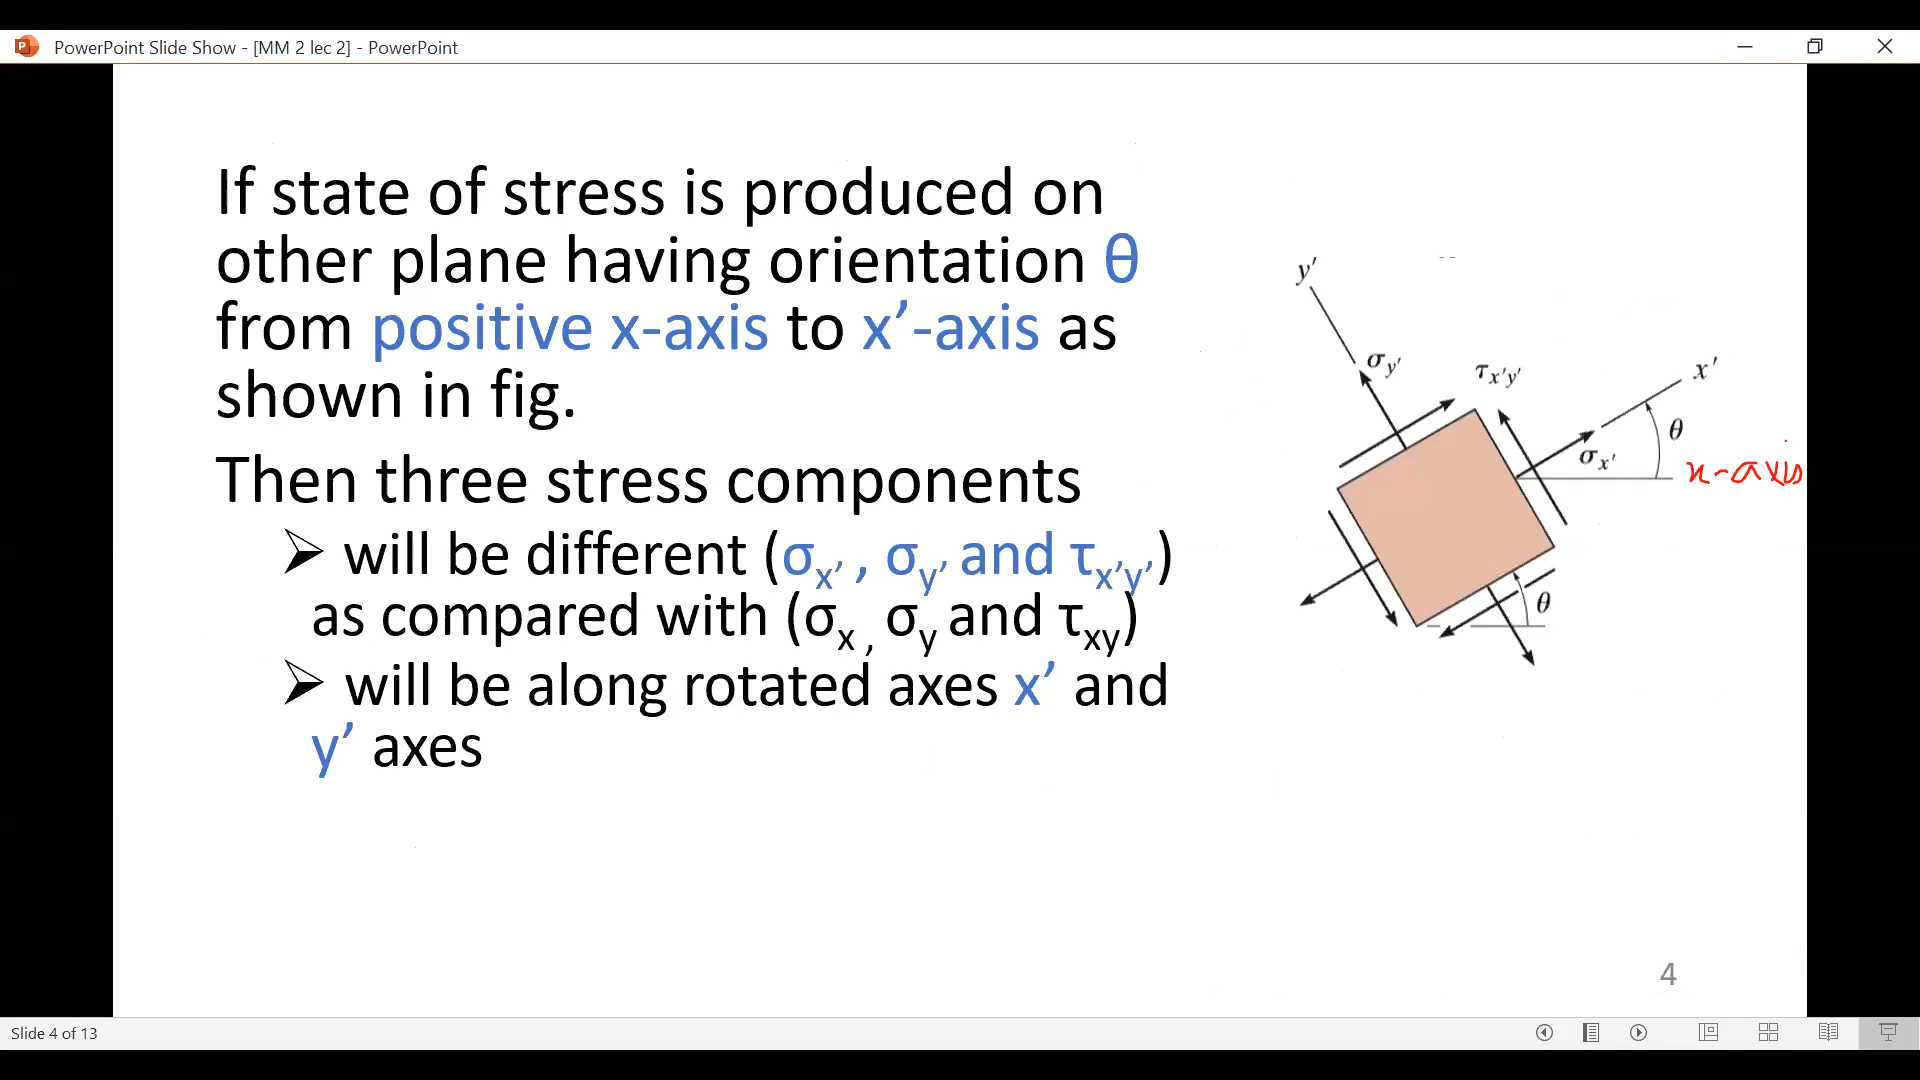 PowerPoint Slide Show - [MM 2 lec 2] - PowerPoint
If state of stress is produced on
other plane having orientation θ
from positive x-axis to x’-axis as
shown in fig.
Then three stress components
➢ will be different (σx’ , σy’ and τx’y’)
as compared with (σx , σy and τxy)
➢ will be along rotated axes x’ and
y’ axes
y′
σy′
τx′y′
x′
θ
σx′
x-axis
θ
4
Slide 4 of 13